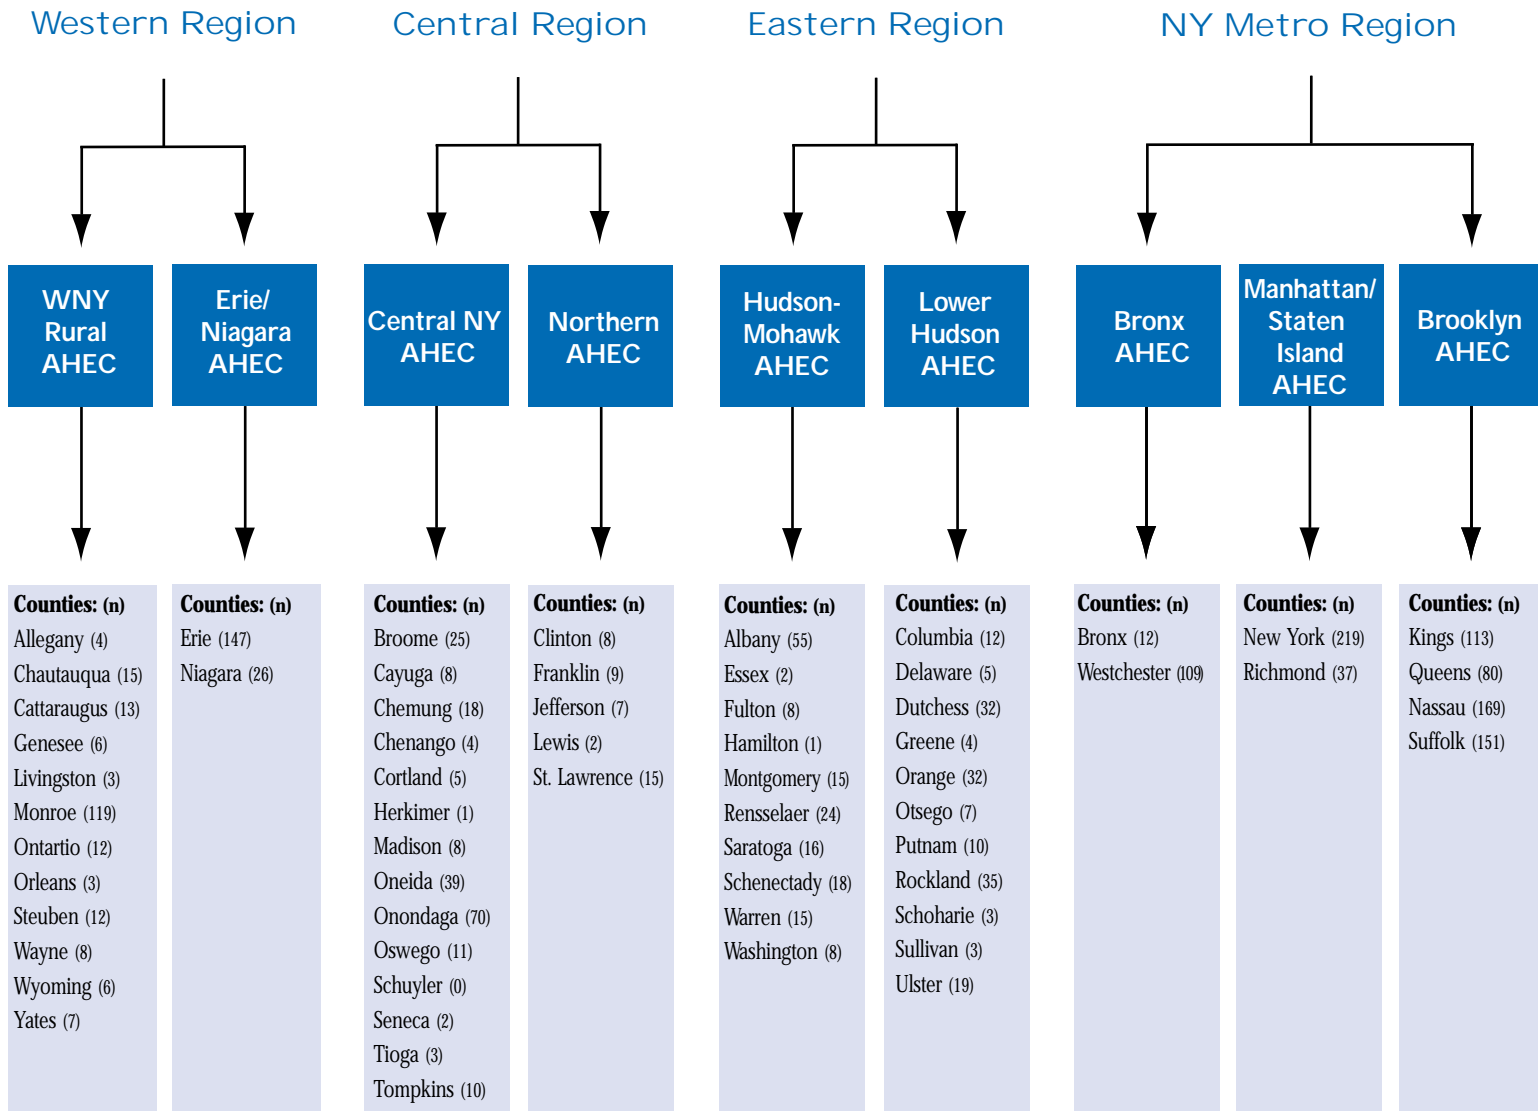 Western Region
Central Region
Eastern Region
NY Metro Region
WNY
Rural
AHEC
Erie/
Niagara
AHEC
Central NY
AHEC
Northern
AHEC
Hudson-
Mohawk
AHEC
Lower
Hudson
AHEC
Bronx
AHEC
Manhattan/
Staten
Island
AHEC
Brooklyn
AHEC
Counties: (n)
Allegany (4)
Chautauqua (15)
Cattaraugus (13)
Genesee (6)
Livingston (3)
Monroe (119)
Ontartio (12)
Orleans (3)
Steuben (12)
Wayne (8)
Wyoming (6)
Yates (7)
Counties: (n)
Erie (147)
Niagara (26)
Counties: (n)
Broome (25)
Cayuga (8)
Chemung (18)
Chenango (4)
Cortland (5)
Herkimer (1)
Madison (8)
Oneida (39)
Onondaga (70)
Oswego (11)
Schuyler (0)
Seneca (2)
Tioga (3)
Tompkins (10)
Counties: (n)
Clinton (8)
Franklin (9)
Jefferson (7)
Lewis (2)
St. Lawrence (15)
Counties: (n)
Albany (55)
Essex (2)
Fulton (8)
Hamilton (1)
Montgomery (15)
Rensselaer (24)
Saratoga (16)
Schenectady (18)
Warren (15)
Washington (8)
Counties: (n)
Columbia (12)
Delaware (5)
Dutchess (32)
Greene (4)
Orange (32)
Otsego (7)
Putnam (10)
Rockland (35)
Schoharie (3)
Sullivan (3)
Ulster (19)
Counties: (n)
Bronx (12)
Westchester (109)
Counties: (n)
New York (219)
Richmond (37)
Counties: (n)
Kings (113)
Queens (80)
Nassau (169)
Suffolk (151)